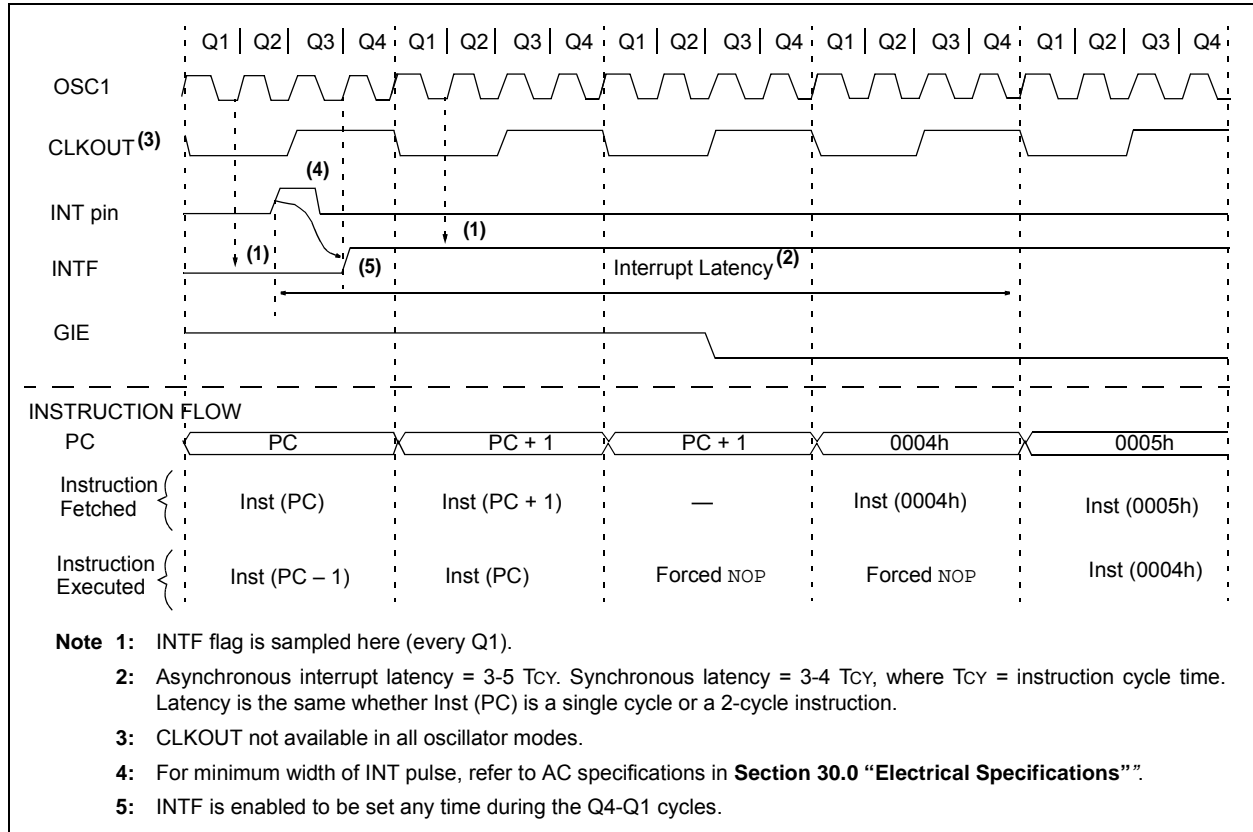 Q1 | Q2 | Q3 | Q4 Q1 | Q2 | Q3 | Q4 Q1 | Q2 | Q3 | Q4 Q1 | Q2 | Q3 | Q4 Q1 | Q2 | Q3 | Q4
OSC1
CLKOUT (3)
(4)
INT pin
(1) (1)
INTF (5) Interrupt Latency (2)
GIE
INSTRUCTION FLOW
PC PC PC + 1 PC + 1 0004h 0005h
Instruction
Fetched Inst (PC) Inst (PC + 1) — Inst (0004h) Inst (0005h)
Instruction
Executed Inst (PC – 1) Inst (PC) Forced NOP Forced NOP Inst (0004h)
Note 1: INTF flag is sampled here (every Q1).
2: Asynchronous interrupt latency = 3-5 TCY. Synchronous latency = 3-4 TCY, where TCY = instruction cycle time.
Latency is the same whether Inst (PC) is a single cycle or a 2-cycle instruction.
3: CLKOUT not available in all oscillator modes.
4: For minimum width of INT pulse, refer to AC specifications in Section 30.0 “Electrical Specifications””.
5: INTF is enabled to be set any time during the Q4-Q1 cycles.